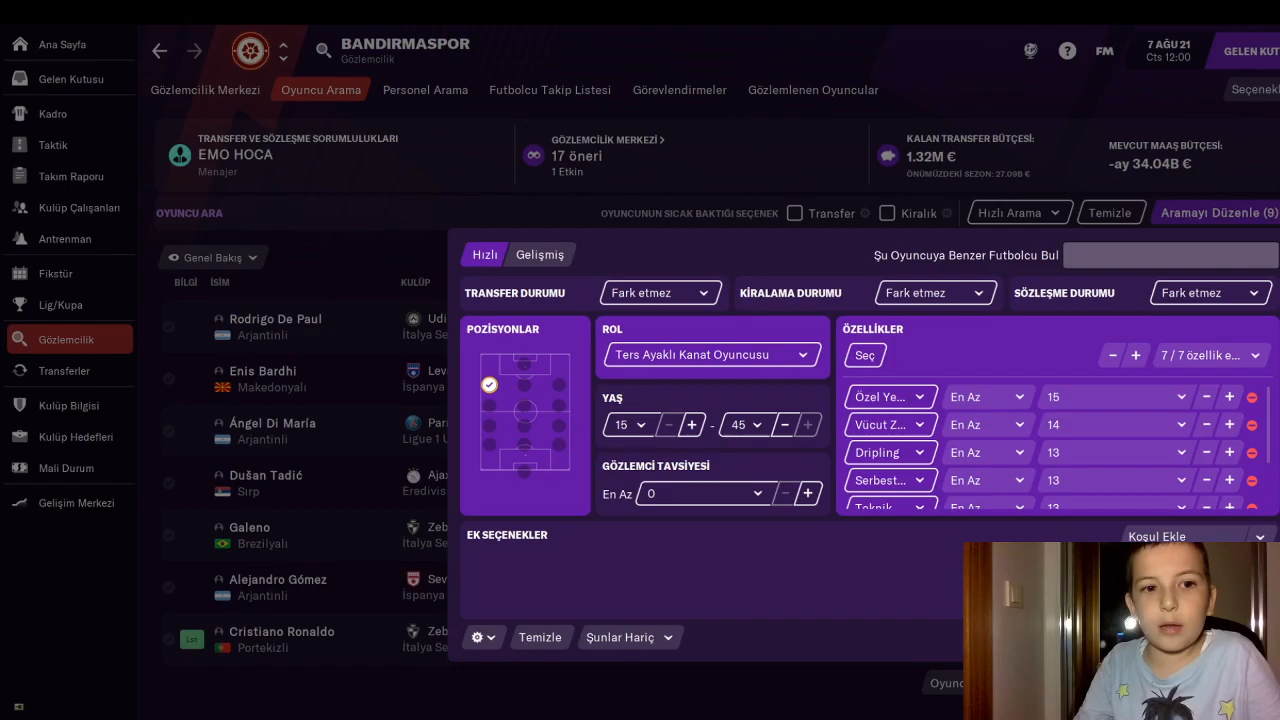 Ana Sayfa
Gelen Kutusu
Kadro
Taktik
Takım Raporu
Kulüp Çalışanları
Antrenman
Fikstür
Lig/Kupa
Gözlemcilik
Transferler
Kulüp Bilgisi
Kulüp Hedefleri
Mali Durum
Gelişim Merkezi
BANDIRMASPOR
Gözlemcilik
?
FM
7 AĞU 21
Cts 12:00
GELEN KUT
Gözlemcilik Merkezi
Oyuncu Arama
Personel Arama
Futbolcu Takip Listesi
Görevlendirmeler
Gözlemlenen Oyuncular
Seçenekl
TRANSFER VE SÖZLEŞME SORUMLULUKLARI
EMO HOCA
Menajer
GÖZLEMCİLİK MERKEZİ >
17 öneri
1 Etkin
KALAN TRANSFER BÜTÇESİ:
1.32M €
ÖNÜMÜZDEKİ SEZON: 27.09B €
MEVCUT MAAŞ BÜTÇESİ:
-ay 34.04B €
OYUNCU ARA
OYUNCUNUN SICAK BAKTIĞI SEÇENEK
Transfer
Kiralık
Hızlı Arama
Temizle
Aramayı Düzenle (9)
Genel Bakış
BİLGİ İSİM KULÜP
Rodrigo De Paul Udi
Arjantinli İtalya Se
Enis Bardhi Leva
Makedonyalı İspanya
Ángel Di María Pari
Arjantinli Ligue 1 U
Dušan Tadić Ajax
Sırp Eredivis
Galeno Zeb
Brezilyalı İtalya Se
Alejandro Gómez Sev
Arjantinli İspanya
Lst Cristiano Ronaldo Zeb
Portekizli İtalya Se
Hızlı Gelişmiş
Şu Oyuncuya Benzer Futbolcu Bul
TRANSFER DURUMU Fark etmez
KİRALAMA DURUMU Fark etmez
SÖZLEŞME DURUMU Fark etmez
POZİSYONLAR
ROL
Ters Ayaklı Kanat Oyuncusu
YAŞ
15 - + - 45 - +
GÖZLEMCİ TAVSİYESİ
En Az 0 - +
ÖZELLİKLER
Seç - + 7 / 7 özellik e...
Özel Ye... En Az 15 - +
Vücut Z... En Az 14 - +
Dripling En Az 13 - +
Serbest... En Az 13 - +
Teknik En Az 13 - +
EK SEÇENEKLER
Koşul Ekle
Temizle
Şunlar Hariç
Oyunc